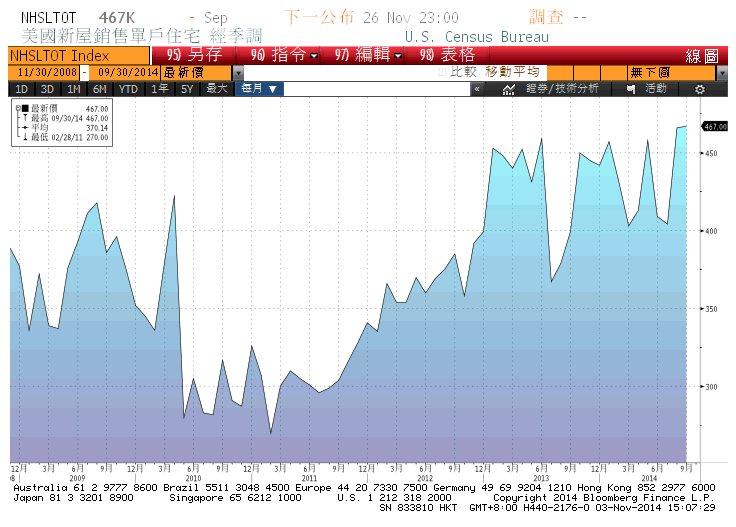 NHSLTOT 467K - Sep 下一公布 26 Nov 23:00 調查 --
美國新屋銷售單戶住宅 經季調 U.S. Census Bureau
NHSLTOT Index 95) 另存 96) 指令 97) 編輯 98) 表格 線圖
11/30/2008 - 09/30/2014 最新價 比較 移動平均 無下價
1D 3D 1M 6M YTD 1年 5Y 最大 每月 ▼ « 證券/技術分析 活動
最新價 467.00
最高 09/30/14 467.00
平均 370.14
最低 02/28/11 270.00
467.00
450
400
350
300
12月 3月 6月 9月 12月 3月 6月 9月 12月 3月 6月 9月 12月 3月 6月 9月 12月 3月 6月 9月 12月 3月 6月 9月
8 2009 2010 2011 2012 2013 2014
Australia 61 2 9777 8600 Brazil 5511 3048 4500 Europe 44 20 7330 7500 Germany 49 69 9204 1210 Hong Kong 852 2977 6000
Japan 81 3 3201 8900 Singapore 65 6212 1000 U.S. 1 212 318 2000 Copyright 2014 Bloomberg Finance L.P.
SN 833810 HKT GMT+8:00 H440-2176-0 03-Nov-2014 15:07:29